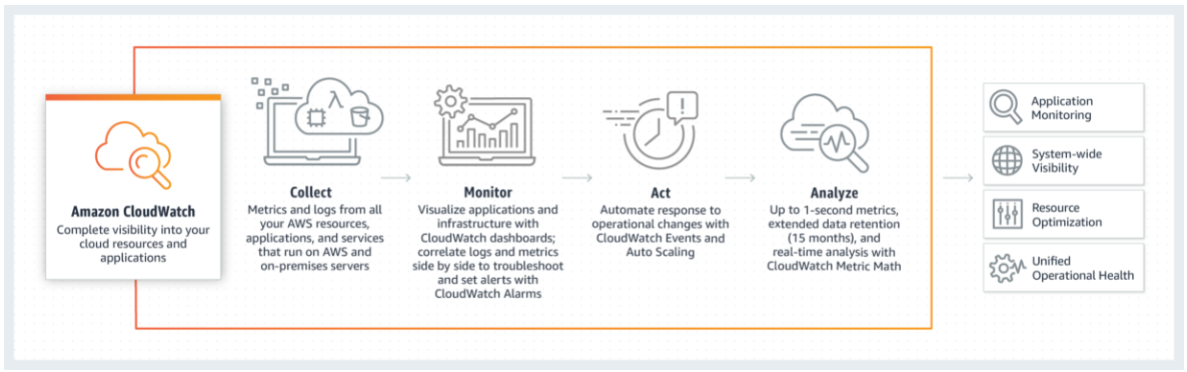 Amazon CloudWatch
Complete visibility into your
cloud resources and
applications
Collect
Metrics and logs from all
your AWS resources,
applications, and services
that run on AWS and
on-premises servers
Monitor
Visualize applications and
infrastructure with
CloudWatch dashboards;
correlate logs and metrics
side by side to troubleshoot
and set alerts with
CloudWatch Alarms
Act
Automate response to
operational changes with
CloudWatch Events and
Auto Scaling
Analyze
Up to 1-second metrics,
extended data retention
(15 months), and
real-time analysis with
CloudWatch Metric Math
Application
Monitoring
System-wide
Visibility
Resource
Optimization
Unified
Operational Health